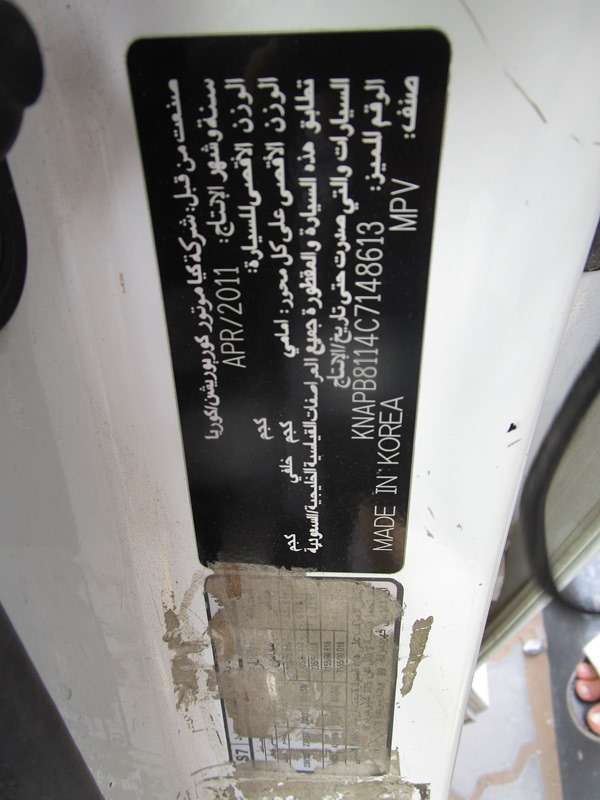 صنعت من قبل: شركة كيا موتور كوربوريشن/كوريا
سنة وشهر الإنتاج: APR/2011
الوزن الأقصى للسيارة: كجم
الوزن الأقصى على كل محور: امامي كجم خلفي كجم
تطابق هذه السيارة والمقطورة جميع المواصفات القياسية الخليجية/السعودية
السيارات والتي صدرت حتى تاريخ/الإنتاج
الرقم المميز: KNAPB8114C7148613
صنف: MPV MADE IN KOREA